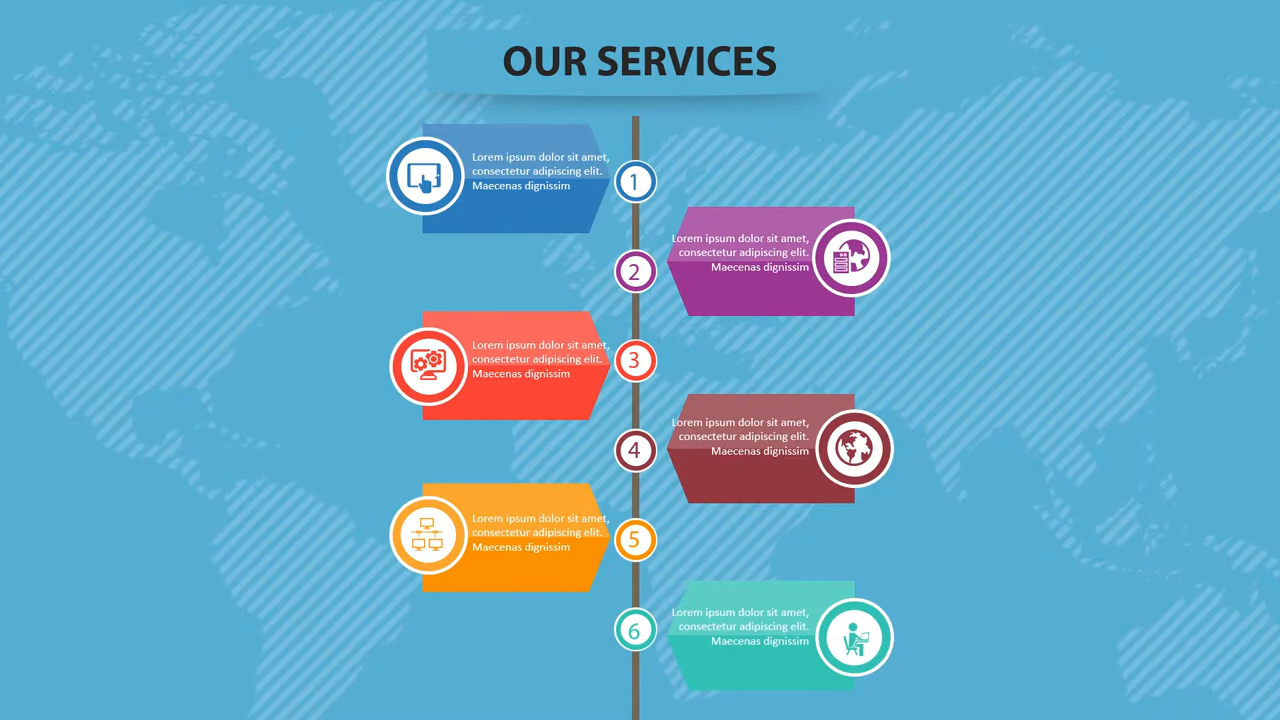 OUR SERVICES
Lorem ipsum dolor sit amet,
consectetur adipiscing elit.
Maecenas dignissim
1
Lorem ipsum dolor sit amet,
consectetur adipiscing elit.
Maecenas dignissim
2
Lorem ipsum dolor sit amet,
consectetur adipiscing elit.
Maecenas dignissim
3
Lorem ipsum dolor sit amet,
consectetur adipiscing elit.
Maecenas dignissim
4
Lorem ipsum dolor sit amet,
consectetur adipiscing elit.
Maecenas dignissim
5
Lorem ipsum dolor sit amet,
consectetur adipiscing elit.
Maecenas dignissim
6